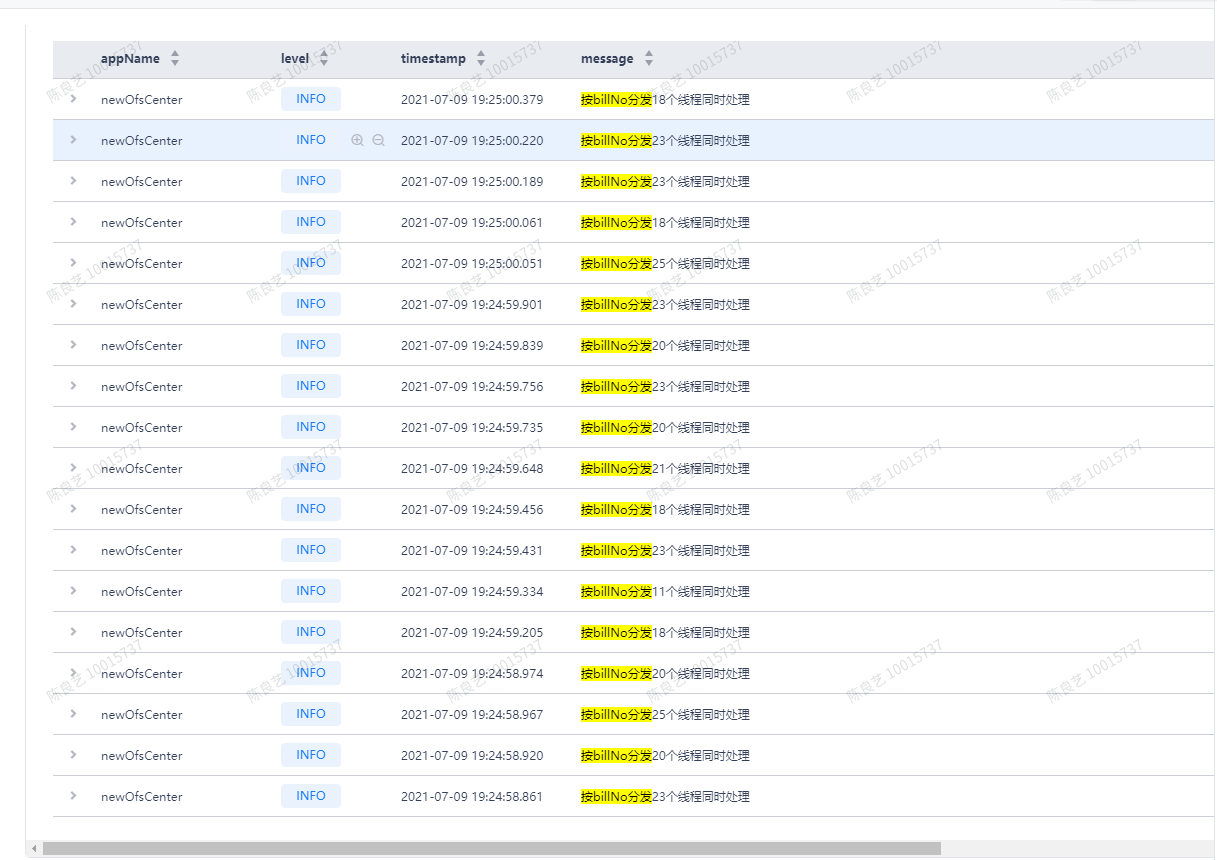 appName level timestamp message
newOfsCenter INFO 2021-07-09 19:25:00.379 按billNo分发18个线程同时处理
newOfsCenter INFO 2021-07-09 19:25:00.220 按billNo分发23个线程同时处理
newOfsCenter INFO 2021-07-09 19:25:00.189 按billNo分发23个线程同时处理
newOfsCenter INFO 2021-07-09 19:25:00.061 按billNo分发18个线程同时处理
newOfsCenter INFO 2021-07-09 19:25:00.051 按billNo分发25个线程同时处理
newOfsCenter INFO 2021-07-09 19:24:59.901 按billNo分发23个线程同时处理
newOfsCenter INFO 2021-07-09 19:24:59.839 按billNo分发20个线程同时处理
newOfsCenter INFO 2021-07-09 19:24:59.756 按billNo分发23个线程同时处理
newOfsCenter INFO 2021-07-09 19:24:59.735 按billNo分发20个线程同时处理
newOfsCenter INFO 2021-07-09 19:24:59.648 按billNo分发21个线程同时处理
newOfsCenter INFO 2021-07-09 19:24:59.456 按billNo分发18个线程同时处理
newOfsCenter INFO 2021-07-09 19:24:59.431 按billNo分发23个线程同时处理
newOfsCenter INFO 2021-07-09 19:24:59.334 按billNo分发11个线程同时处理
newOfsCenter INFO 2021-07-09 19:24:59.205 按billNo分发18个线程同时处理
newOfsCenter INFO 2021-07-09 19:24:58.974 按billNo分发20个线程同时处理
newOfsCenter INFO 2021-07-09 19:24:58.967 按billNo分发25个线程同时处理
newOfsCenter INFO 2021-07-09 19:24:58.920 按billNo分发20个线程同时处理
newOfsCenter INFO 2021-07-09 19:24:58.861 按billNo分发23个线程同时处理
陈良艺 10015737